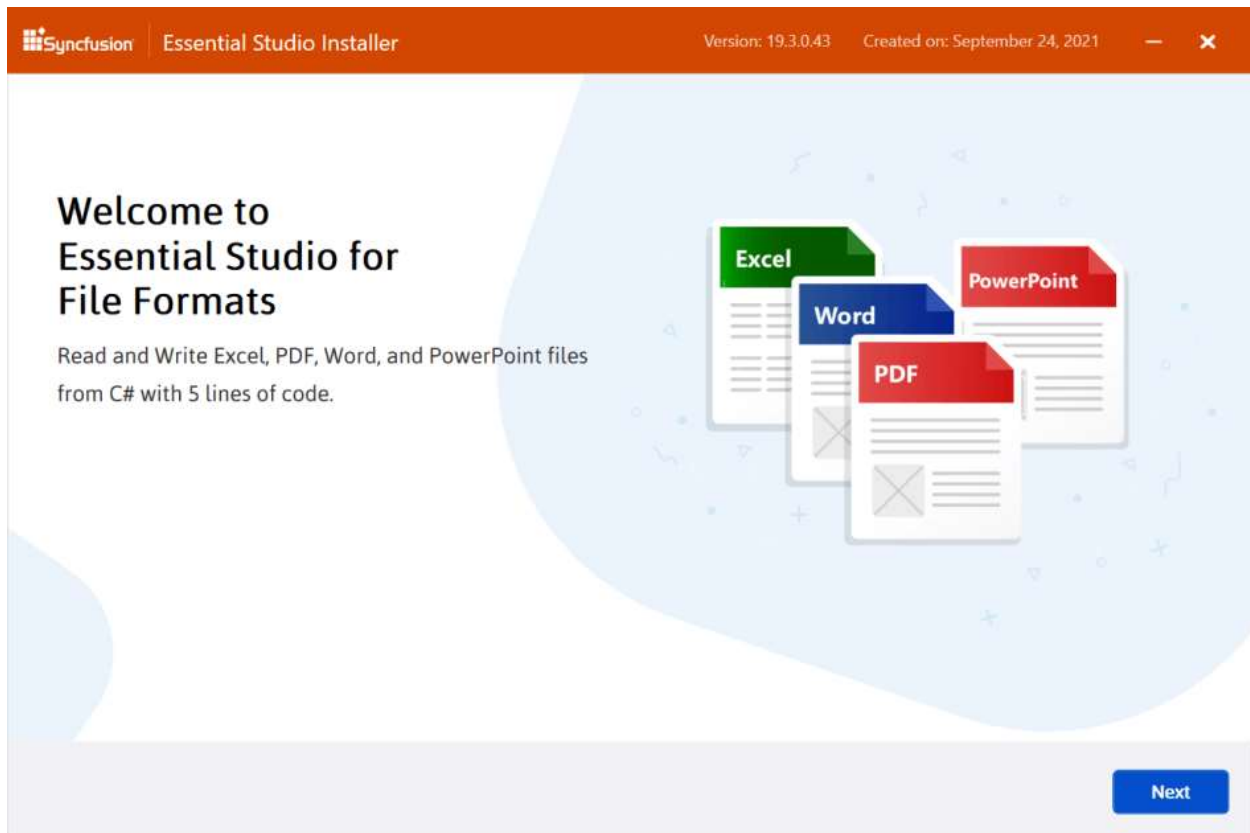 Syncfusion Essential Studio Installer Version: 19.3.0.43 Created on: September 24, 2021
Welcome to
Essential Studio for
File Formats
Read and Write Excel, PDF, Word, and PowerPoint files
from C# with 5 lines of code.
Excel
PowerPoint
Word
PDF
Next